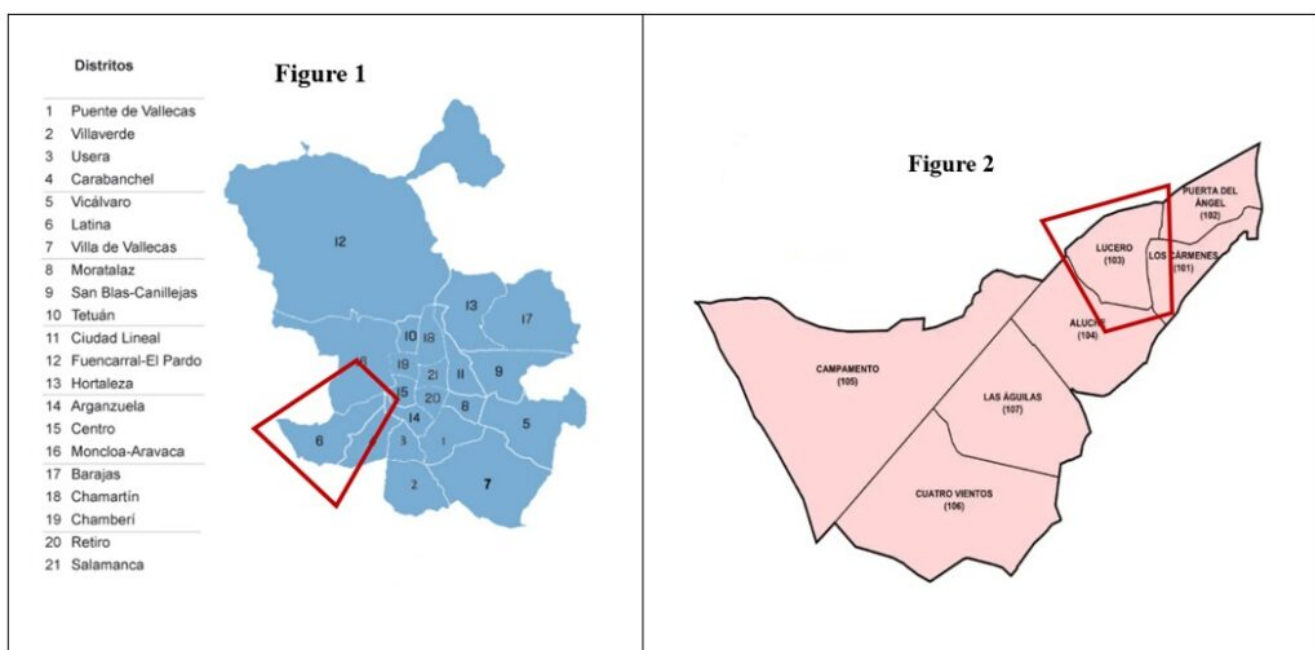 Distritos
Figure 1
1 Puente de Vallecas
2 Villaverde
3 Usera
4 Carabanchel
5 Vicálvaro
6 Latina
7 Villa de Vallecas
8 Moratalaz
9 San Blas-Canillejas
10 Tetuán
11 Ciudad Lineal
12 Fuencarral-El Pardo
13 Hortaleza
14 Arganzuela
15 Centro
16 Moncloa-Aravaca
17 Barajas
18 Chamartín
19 Chamberí
20 Retiro
21 Salamanca
12
13
17
10 18
16 19 21 11 9
15 20 8
14 5
6 3 1
2 7
Figure 2
PUERTA DEL
ÁNGEL
(102)
LUCERO
(103)
LOS CÁRMENES
(101)
ALUCHE
(104)
CAMPAMENTO
(105)
LAS ÁGUILAS
(107)
CUATRO VIENTOS
(106)